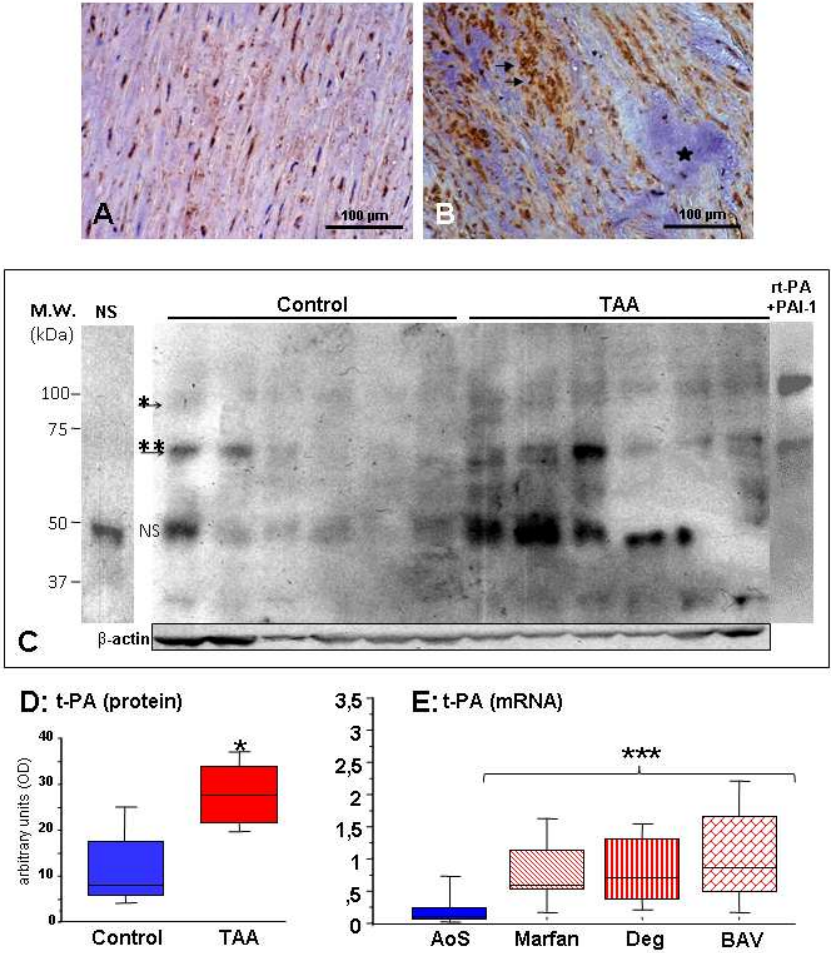 A
100 µm
B
100 µm
M.W.
(kDa)
NS
Control
TAA
rt-PA
+PAI-1
100
*
75
**
50
NS
37
C
β-actin
D: t-PA (protein)
arbitrary units (OD)
40
30
20
10
0
*
Control
TAA
E: t-PA (mRNA)
3,5
3
2,5
2
1,5
1
,5
0
***
AoS
Marfan
Deg
BAV